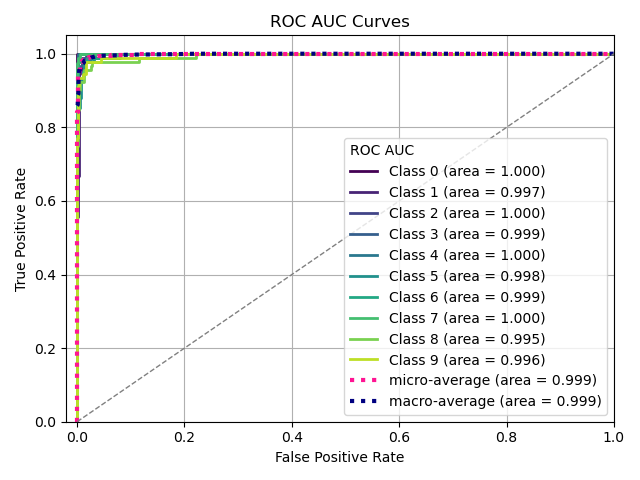 ROC AUC Curves
True Positive Rate
1.0
0.8
0.6
0.4
0.2
0.0
0.0 0.2 0.4 0.6 0.8 1.0
False Positive Rate
ROC AUC
Class 0 (area = 1.000)
Class 1 (area = 0.997)
Class 2 (area = 1.000)
Class 3 (area = 0.999)
Class 4 (area = 1.000)
Class 5 (area = 0.998)
Class 6 (area = 0.999)
Class 7 (area = 1.000)
Class 8 (area = 0.995)
Class 9 (area = 0.996)
micro-average (area = 0.999)
macro-average (area = 0.999)